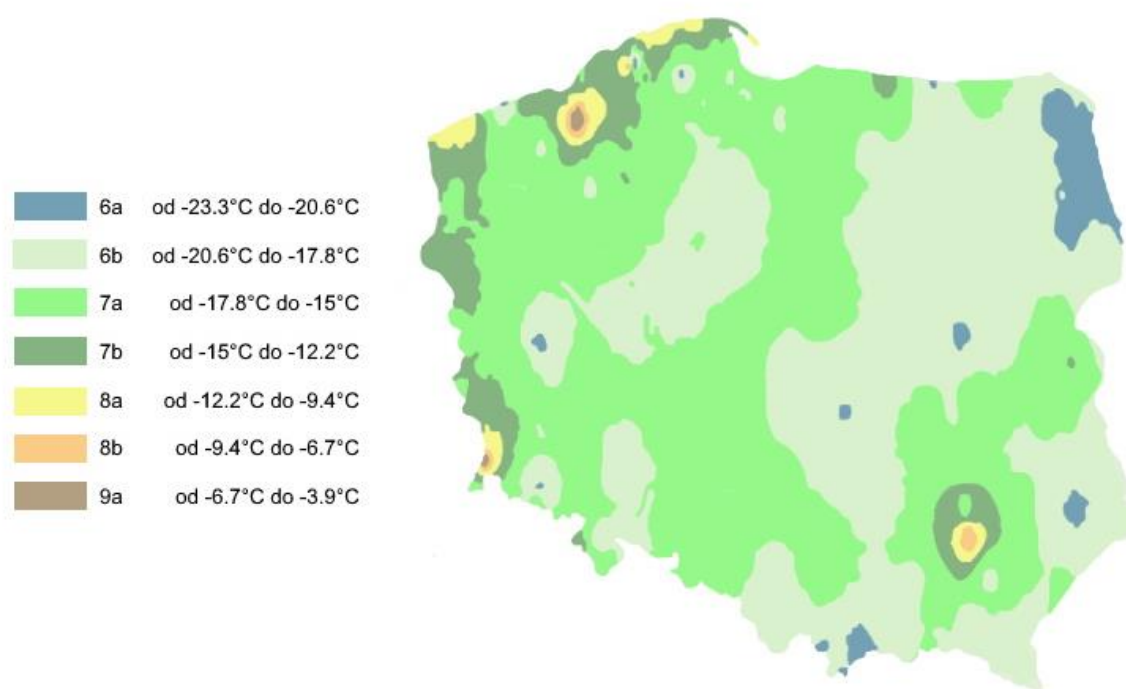 6a od -23.3°C do -20.6°C
6b od -20.6°C do -17.8°C
7a od -17.8°C do -15°C
7b od -15°C do -12.2°C
8a od -12.2°C do -9.4°C
8b od -9.4°C do -6.7°C
9a od -6.7°C do -3.9°C